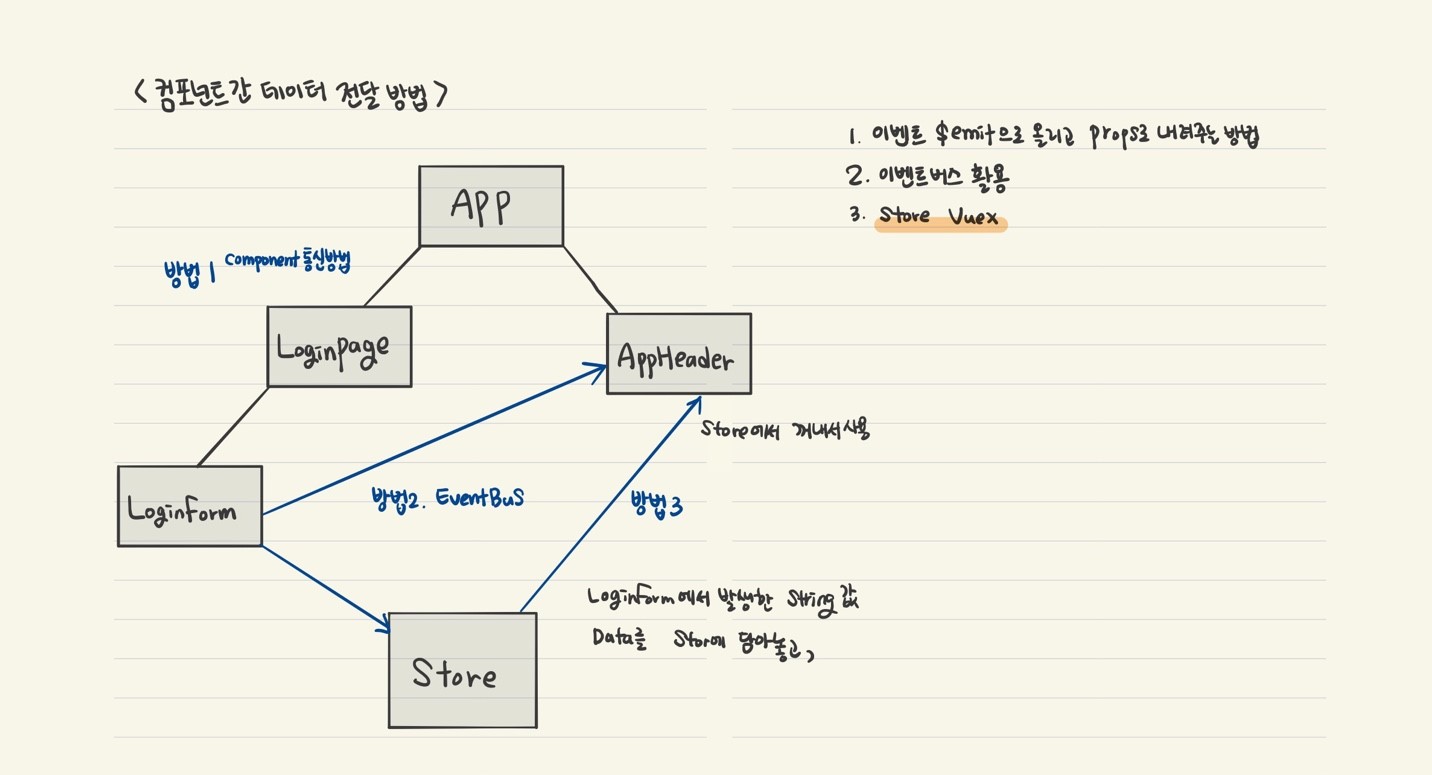 <컴포넌트간 데이터 전달 방법>
1. 이벤트 $emit으로 올리고 props로 내려주는 방법
2. 이벤트버스 활용
3. Store Vuex
APP
방법1 Component 통신방법
Loginpage
AppHeader
Store에서 꺼내서 사용
LoginForm
방법2. EventBus
방법3
LoginForm에서 발생한 String 값
Data를 Store에 담아놓고,
Store